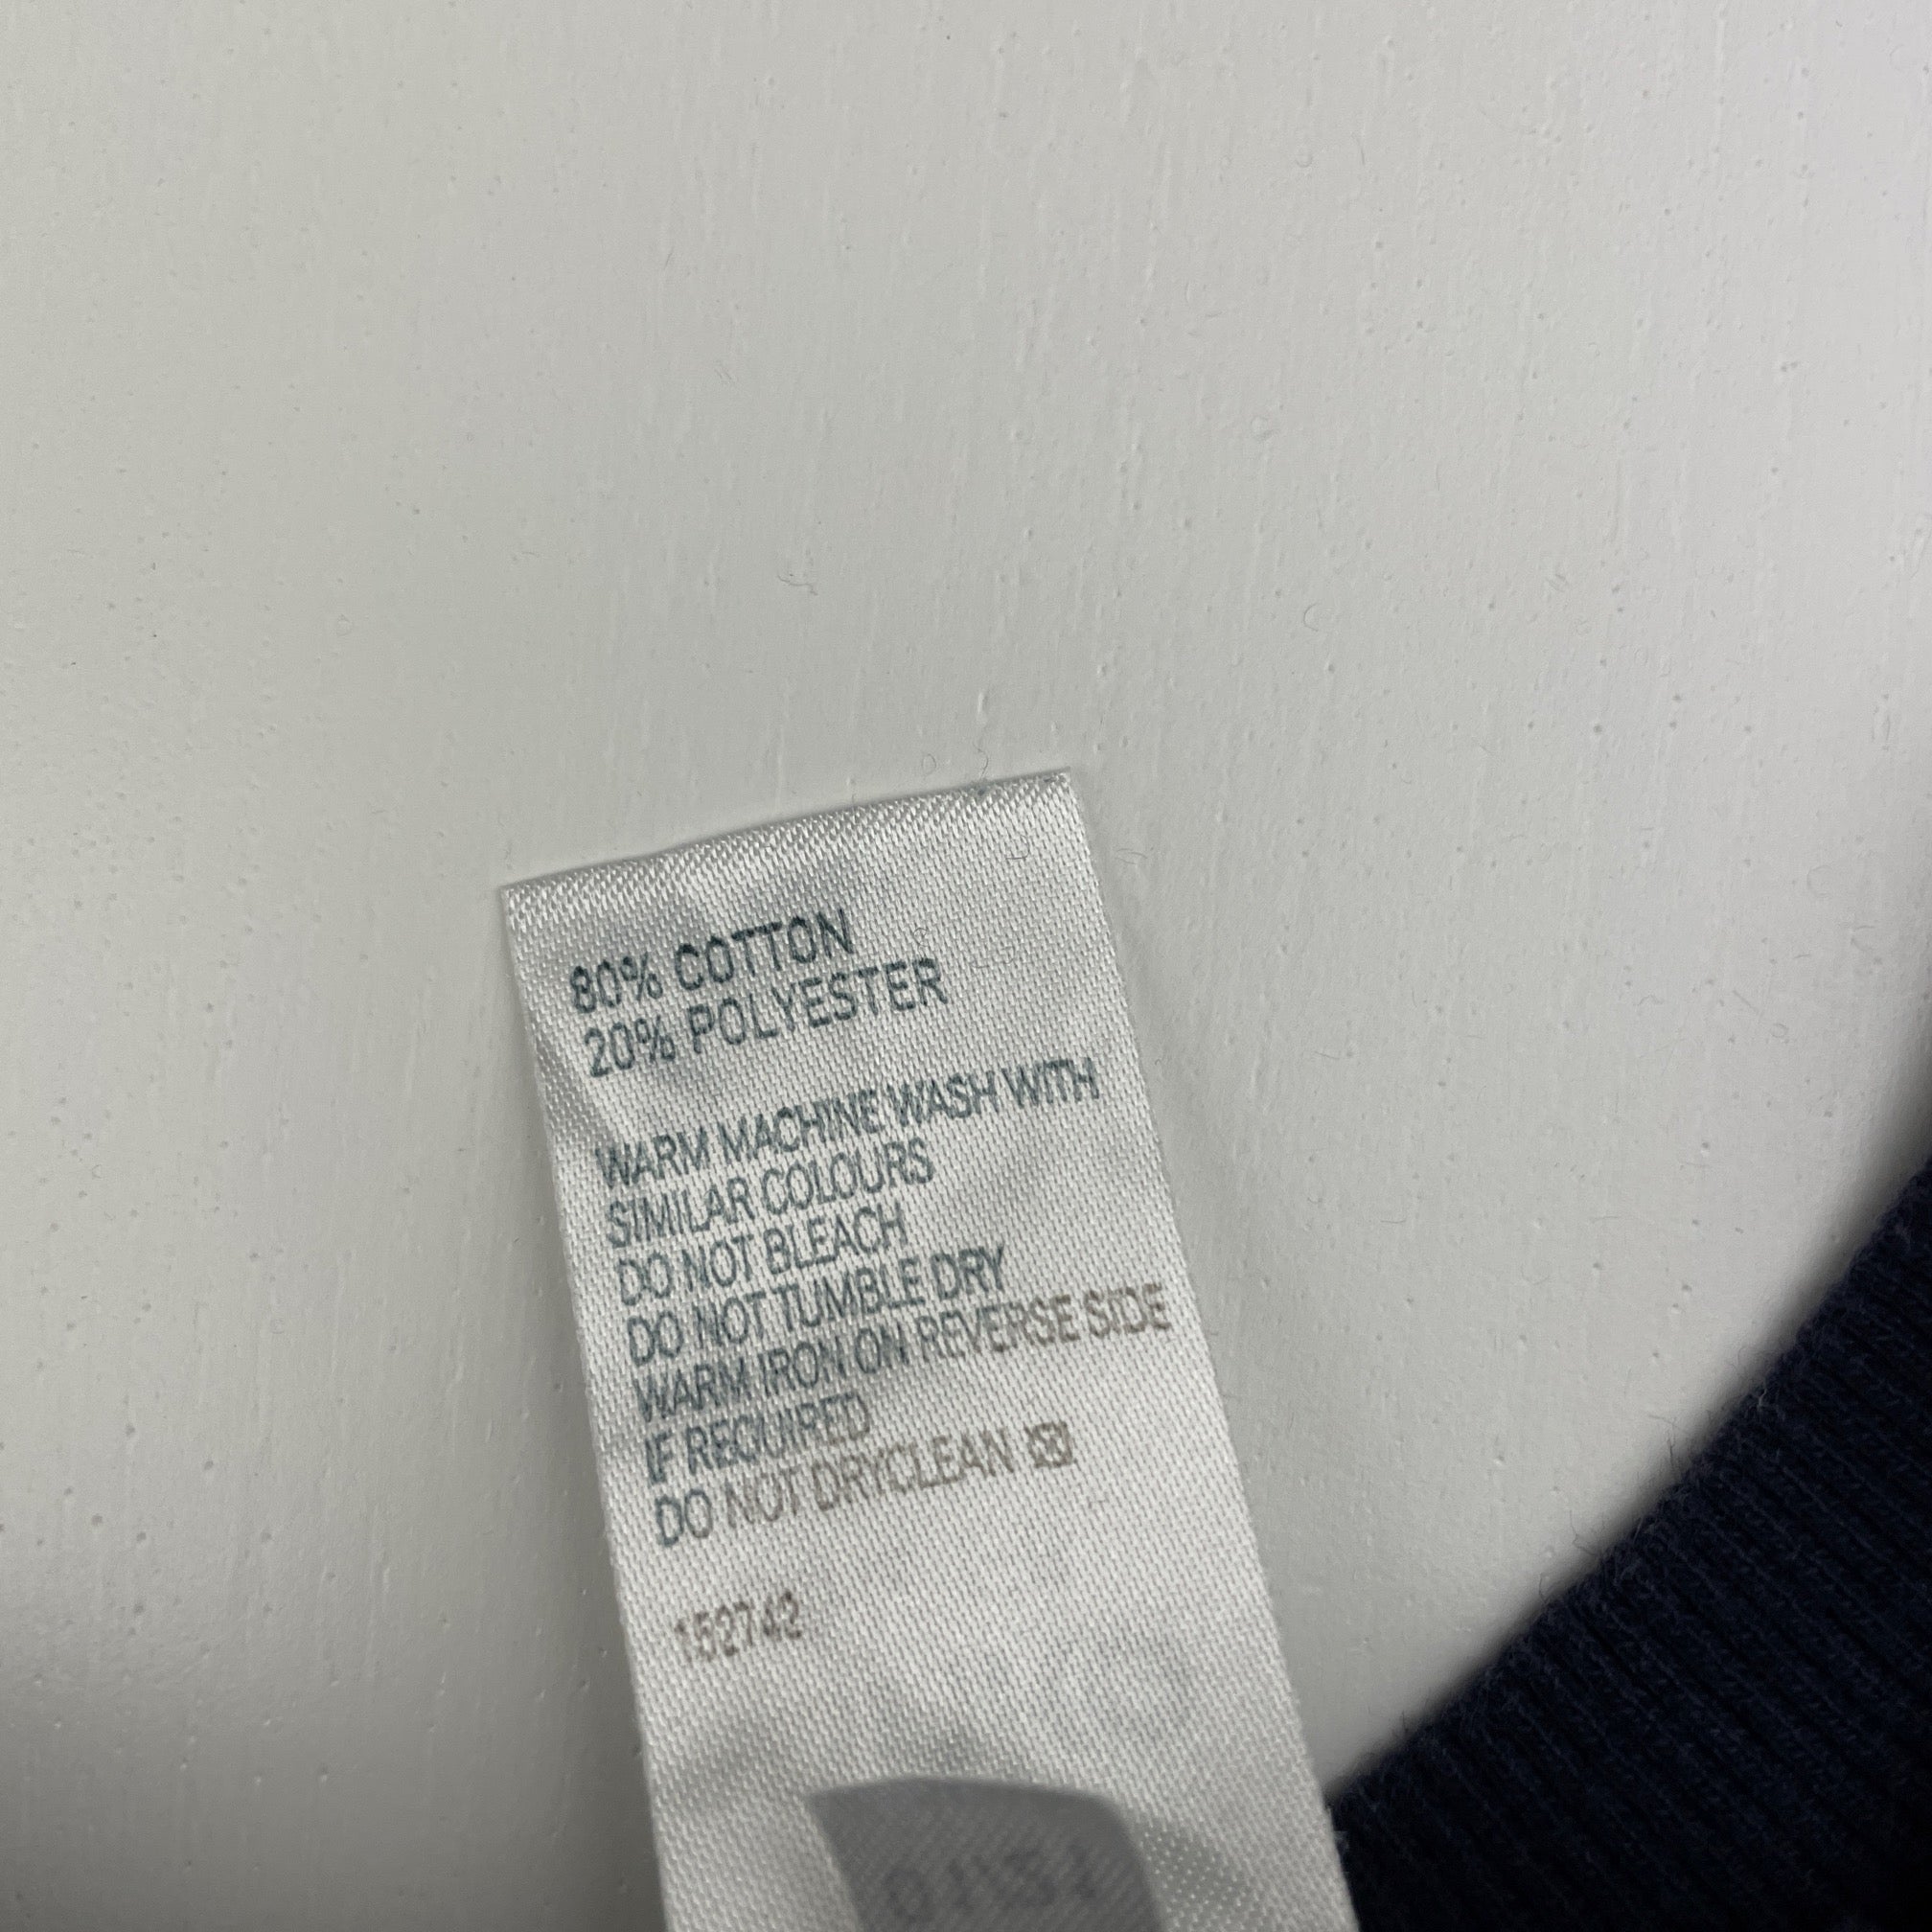 80% COTTON
20% POLYESTER
WARM MACHINE WASH WITH
SIMILAR COLOURS
DO NOT BLEACH
DO NOT TUMBLE DRY
WARM IRON ON REVERSE SIDE
IF REQUIRED
DO NOT DRYCLEAN
152742